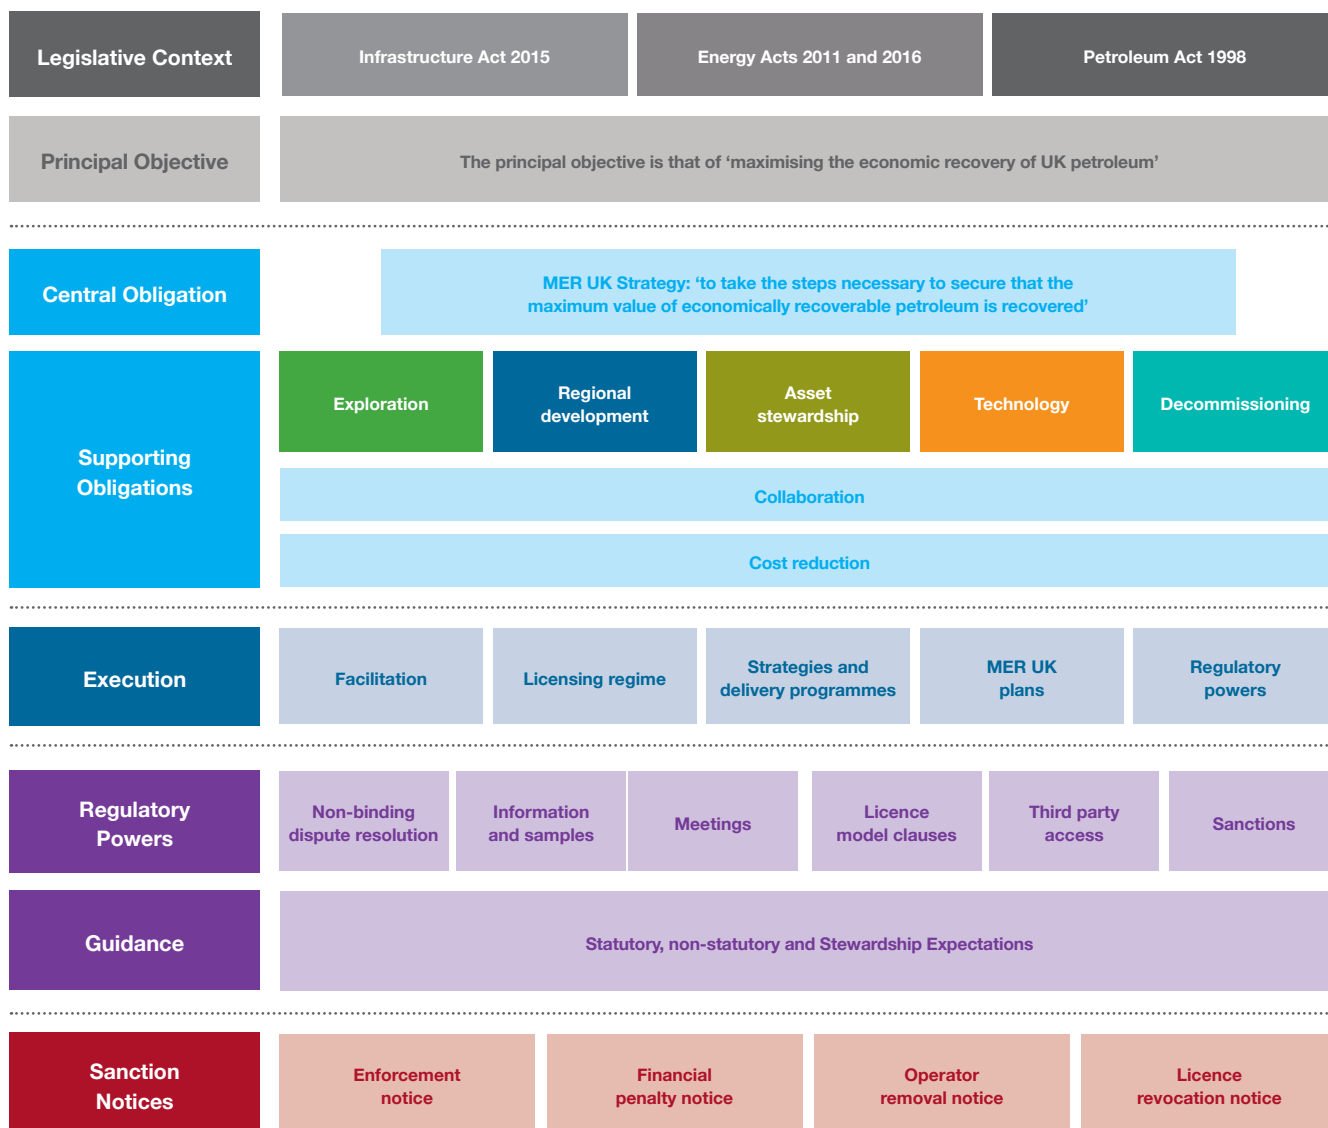 Legislative Context
Infrastructure Act 2015
Energy Acts 2011 and 2016
Petroleum Act 1998
Principal Objective
The principal objective is that of ‘maximising the economic recovery of UK petroleum’
Central Obligation
MER UK Strategy: ‘to take the steps necessary to secure that the
maximum value of economically recoverable petroleum is recovered’
Supporting
Obligations
Exploration
Regional
development
Asset
stewardship
Technology
Decommissioning
Collaboration
Cost reduction
Execution
Facilitation
Licensing regime
Strategies and
delivery programmes
MER UK
plans
Regulatory
powers
Regulatory
Powers
Non-binding
dispute resolution
Information
and samples
Meetings
Licence
model clauses
Third party
access
Sanctions
Guidance
Statutory, non-statutory and Stewardship Expectations
Sanction
Notices
Enforcement
notice
Financial
penalty notice
Operator
removal notice
Licence
revocation notice